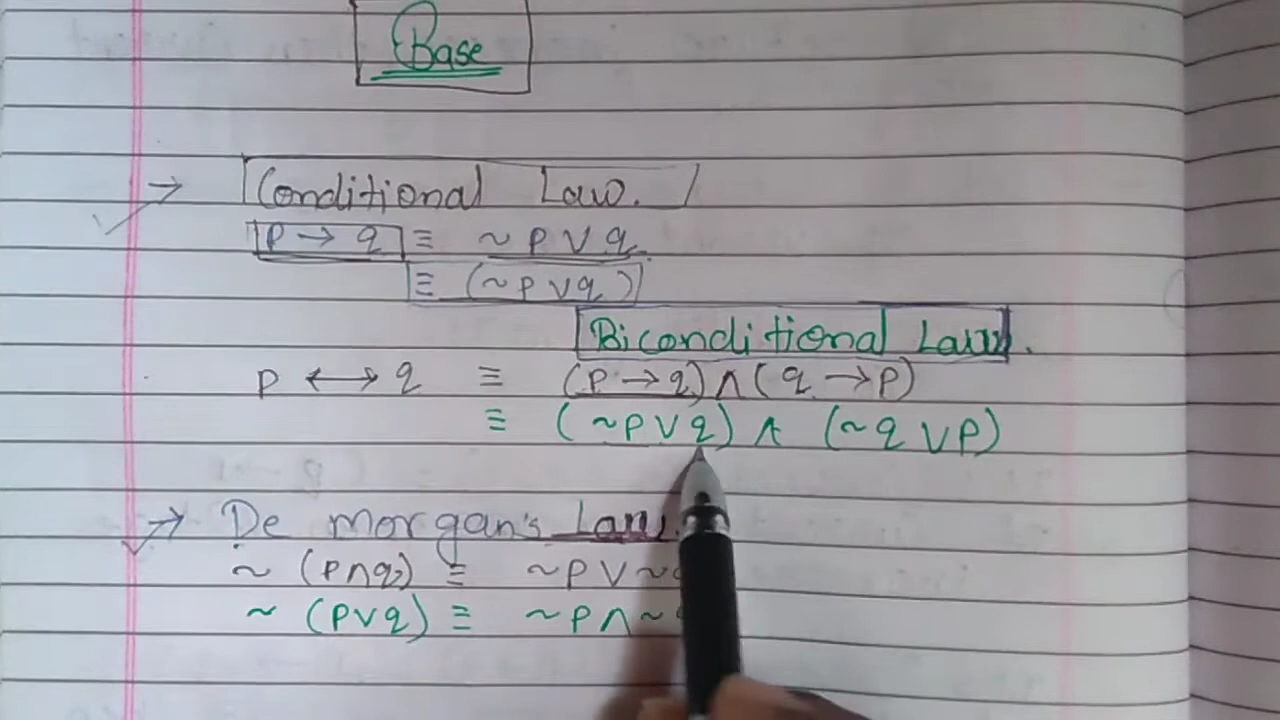 Base
→ Conditional Law.
P → q ≡ ~P ∨ q.
≡ (~P ∨ q)
Biconditional Law.
P ↔ q ≡ (P → q) ∧ (q → P)
≡ (~P ∨ q) ∧ (~q ∨ P)
→ De morgan's Law.
~ (P ∧ q) ≡ ~P ∨ ~
~ (P ∨ q) ≡ ~P ∧ ~